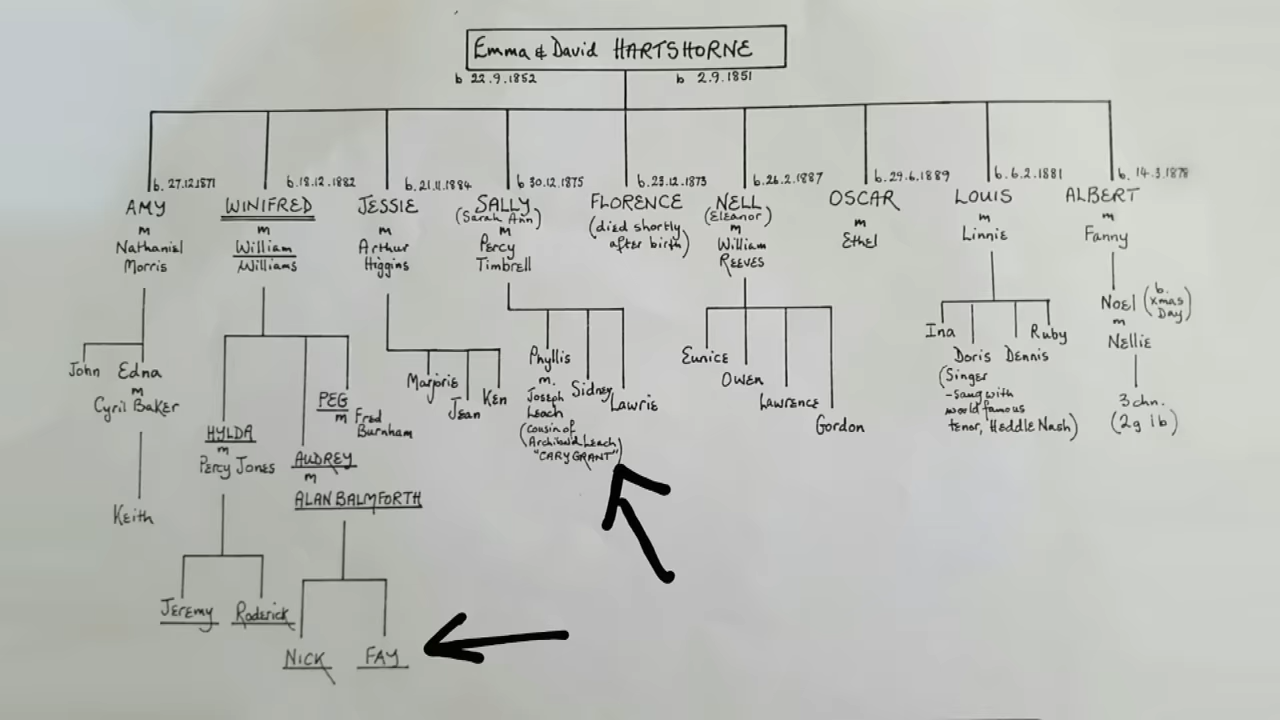 Emma & David HARTSHORNE
b 22.9.1852
b 2.9.1851
b. 27.12.1871
AMY
m
Nathaniel
Morris
John
Edna
m
Cyril Baker
Keith
b. 18.12.1882
WINIFRED
m
William
Williams
HYLDA
m
Percy Jones
Jeremy
Roderick
AUDREY
m
ALAN BALMFORTH
NICK
FAY
PEG
m
Fred
Burnham
b. 21.11.1884
JESSIE
m
Arthur
Higgins
Marjorie
Jean
Ken
b 30.12.1875
SALLY
(Sarah Ann)
m
Percy
Timbrell
Phyllis
m.
Joseph
Leach
(cousin of
Archibald Leach
"CARY GRANT")
Sidney
Lawrie
b. 23.12.1873
FLORENCE
(died shortly
after birth)
b. 26.2.1887
NELL
(Eleanor)
m
William
REEVES
Eunice
Owen
Lawrence
Gordon
b. 29.6.1889
OSCAR
m
Ethel
b. 6.2.1881
LOUIS
m
Linnie
Ina
Doris
(Singer
-sang with
world famous
tenor, Heddle Nash)
Dennis
Ruby
b. 14.3.1878
ALBERT
m
Fanny
Noel (b. Xmas Day)
m
Nellie
3 chn.
(2g 1b)